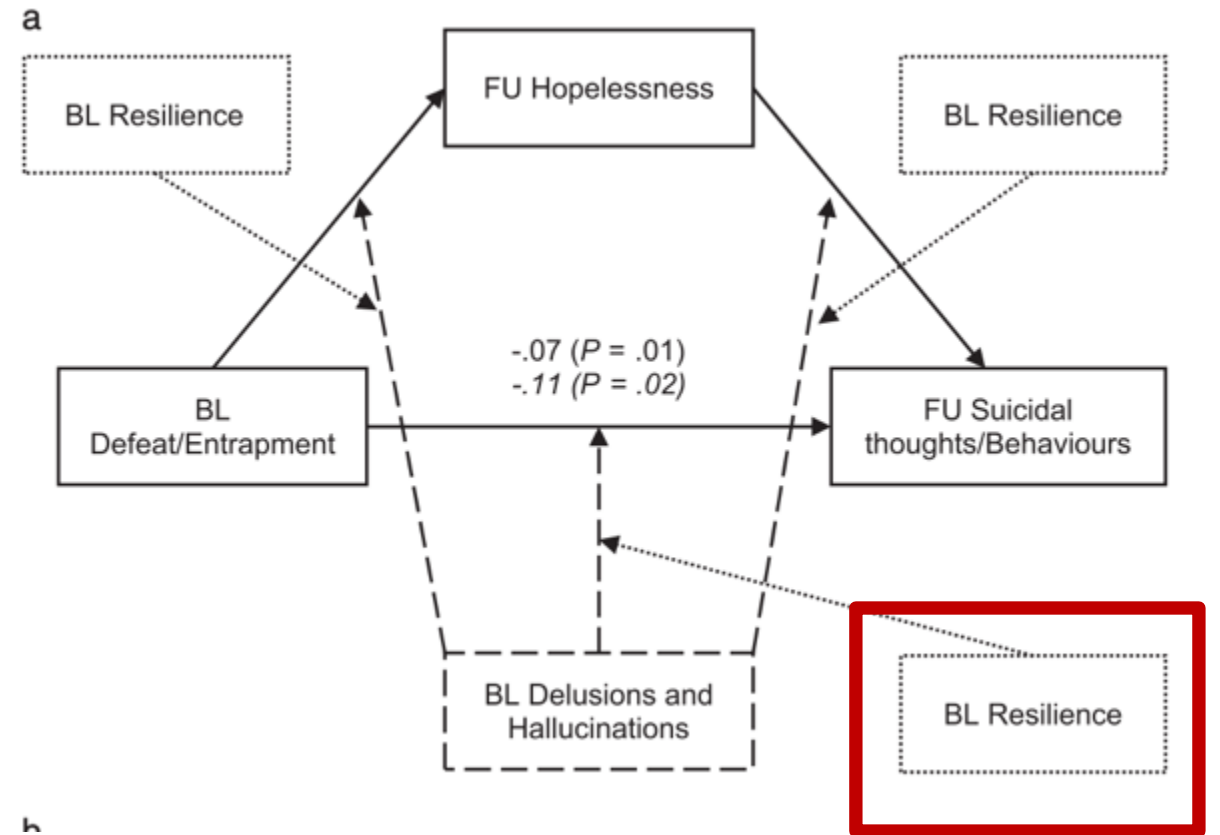 a
BL Resilience
FU Hopelessness
BL Resilience
-.07 (P = .01)
-.11 (P = .02)
BL
Defeat/Entrapment
FU Suicidal
thoughts/Behaviours
BL Delusions and
Hallucinations
BL Resilience